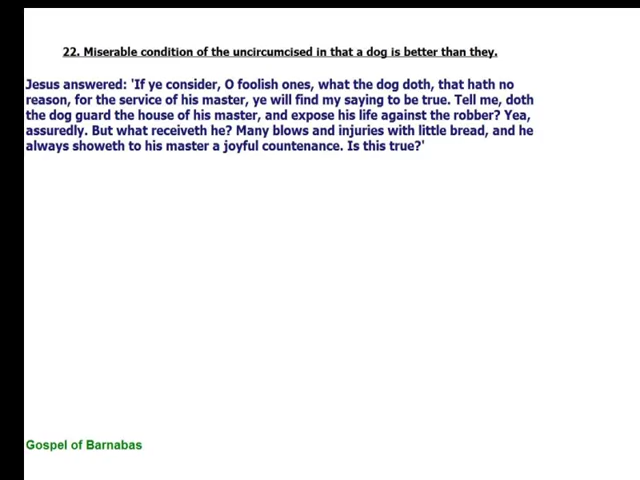 22. Miserable condition of the uncircumcised in that a dog is better than they.
Jesus answered: 'If ye consider, O foolish ones, what the dog doth, that hath no
reason, for the service of his master, ye will find my saying to be true. Tell me, doth
the dog guard the house of his master, and expose his life against the robber? Yea,
assuredly. But what receiveth he? Many blows and injuries with little bread, and he
always showeth to his master a joyful countenance. Is this true?'
Gospel of Barnabas